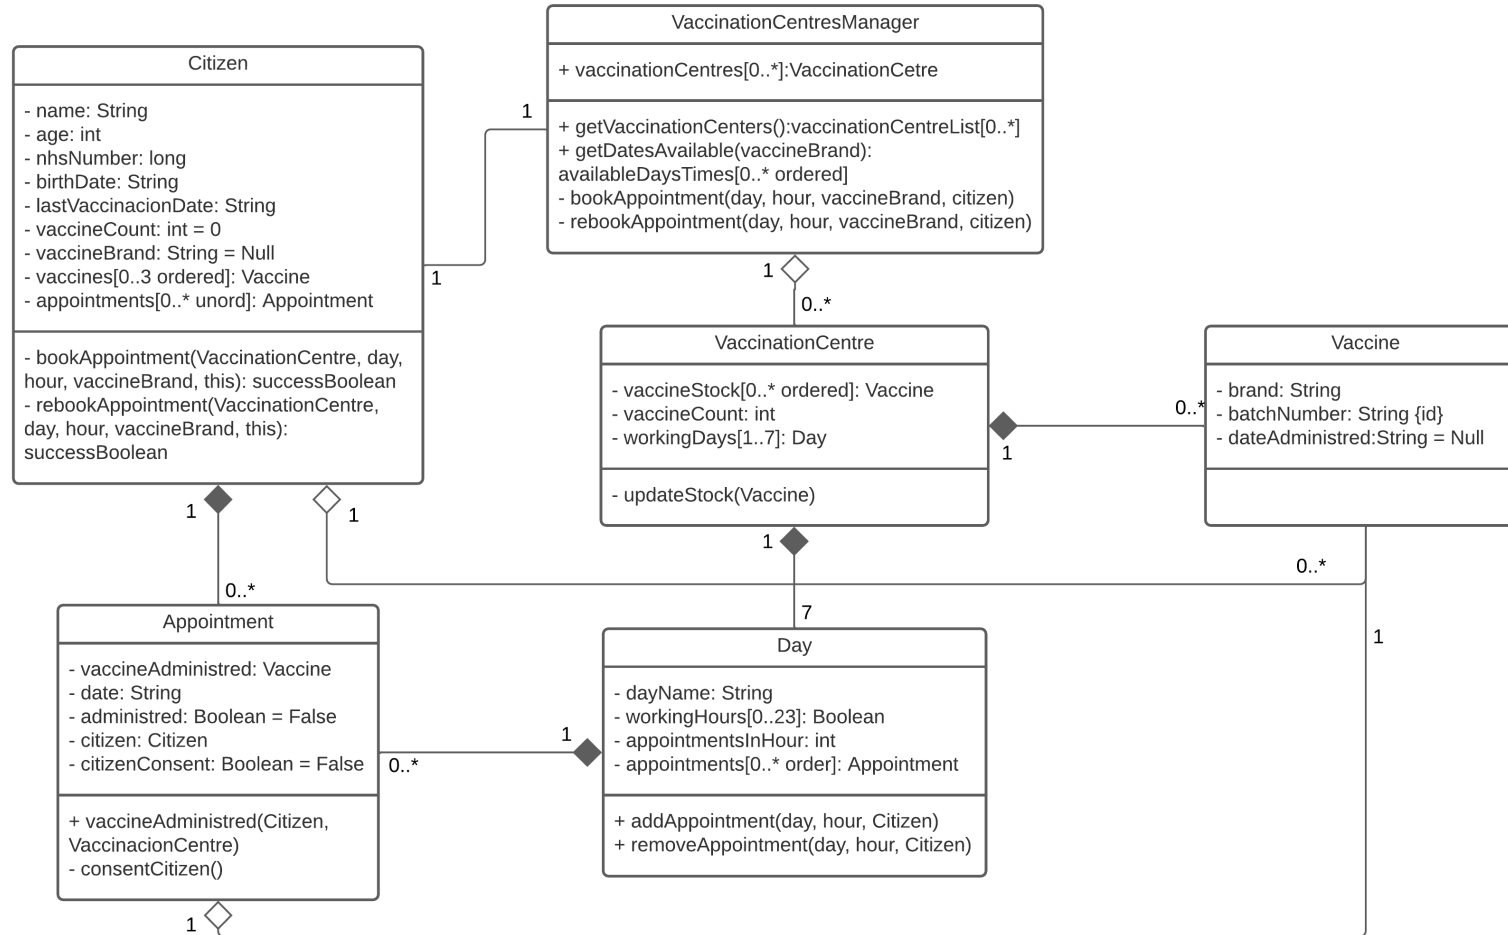 VaccinationCentresManager
+ vaccinationCentres[0..*]:VaccinationCetre
+ getVaccinationCenters():vaccinationCentreList[0..*]
+ getDatesAvailable(vaccineBrand):
availableDaysTimes[0..* ordered]
- bookAppointment(day, hour, vaccineBrand, citizen)
- rebookAppointment(day, hour, vaccineBrand, citizen)
Citizen
- name: String
- age: int
- nhsNumber: long
- birthDate: String
- lastVaccinacionDate: String
- vaccineCount: int = 0
- vaccineBrand: String = Null
- vaccines[0..3 ordered]: Vaccine
- appointments[0..* unord]: Appointment
- bookAppointment(VaccinationCentre, day,
hour, vaccineBrand, this): successBoolean
- rebookAppointment(VaccinationCentre,
day, hour, vaccineBrand, this):
successBoolean
1
1
1
0..*
VaccinationCentre
- vaccineStock[0..* ordered]: Vaccine
- vaccineCount: int
- workingDays[1..7]: Day
- updateStock(Vaccine)
0..*
1
Vaccine
- brand: String
- batchNumber: String {id}
- dateAdministred:String = Null
1
1
1
0..*
0..*
7
1
Appointment
- vaccineAdministred: Vaccine
- date: String
- administred: Boolean = False
- citizen: Citizen
- citizenConsent: Boolean = False
+ vaccineAdministred(Citizen,
VaccinacionCentre)
- consentCitizen()
1
0..*
Day
- dayName: String
- workingHours[0..23]: Boolean
- appointmentsInHour: int
- appointments[0..* order]: Appointment
+ addAppointment(day, hour, Citizen)
+ removeAppointment(day, hour, Citizen)
1